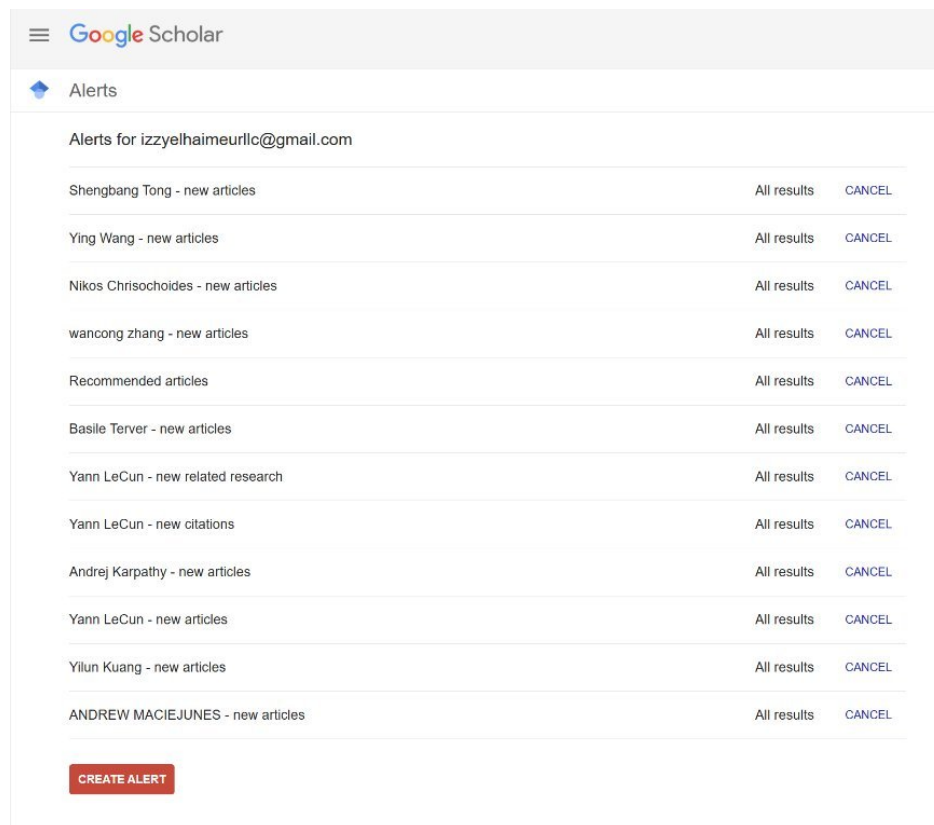 Google Scholar
Alerts
Alerts for izzyelhaimeurllc@gmail.com
Shengbang Tong - new articles All results CANCEL
Ying Wang - new articles All results CANCEL
Nikos Chrisochoides - new articles All results CANCEL
wancong zhang - new articles All results CANCEL
Recommended articles All results CANCEL
Basile Terver - new articles All results CANCEL
Yann LeCun - new related research All results CANCEL
Yann LeCun - new citations All results CANCEL
Andrej Karpathy - new articles All results CANCEL
Yann LeCun - new articles All results CANCEL
Yilun Kuang - new articles All results CANCEL
ANDREW MACIEJUNES - new articles All results CANCEL
CREATE ALERT